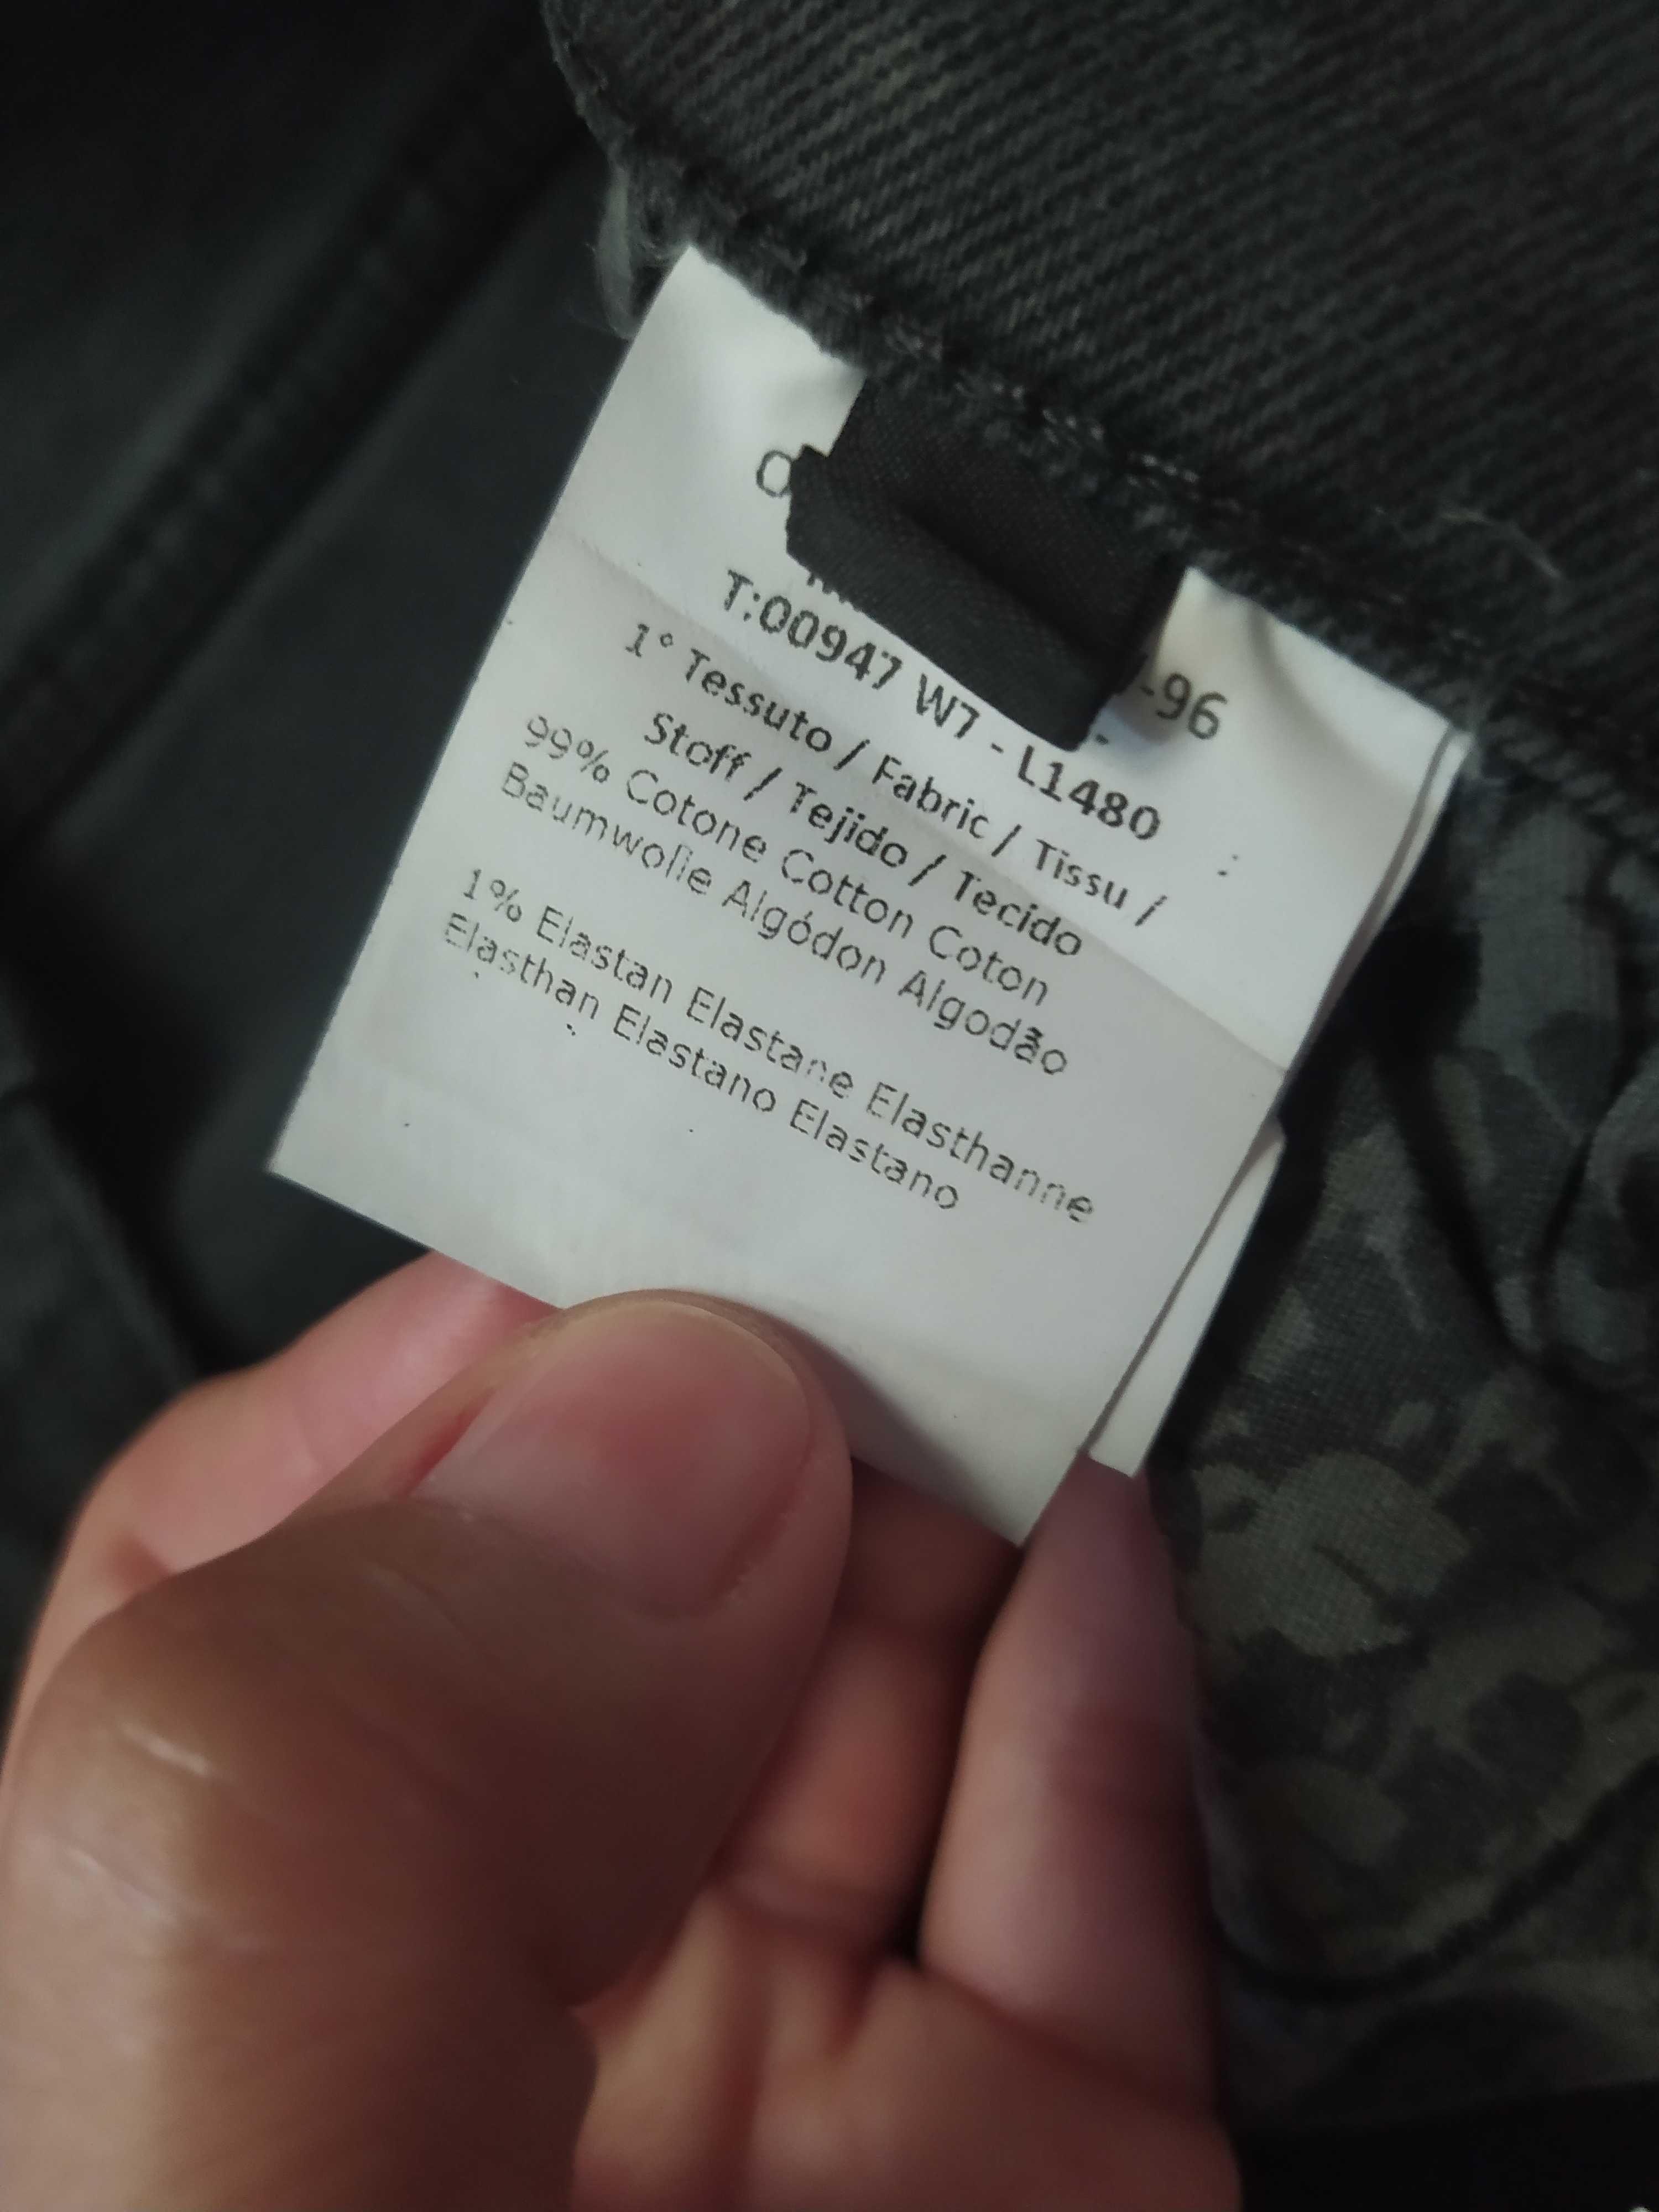 -96
T:00947 W7 - L1480
1° Tessuto / Fabric / Tissu /
Stoff / Tejido / Tecido
99% Cotone Cotton Coton
Baumwolle Algódon Algodão
1% Elastan Elastane Elasthanne
Elasthan Elastano Elastano